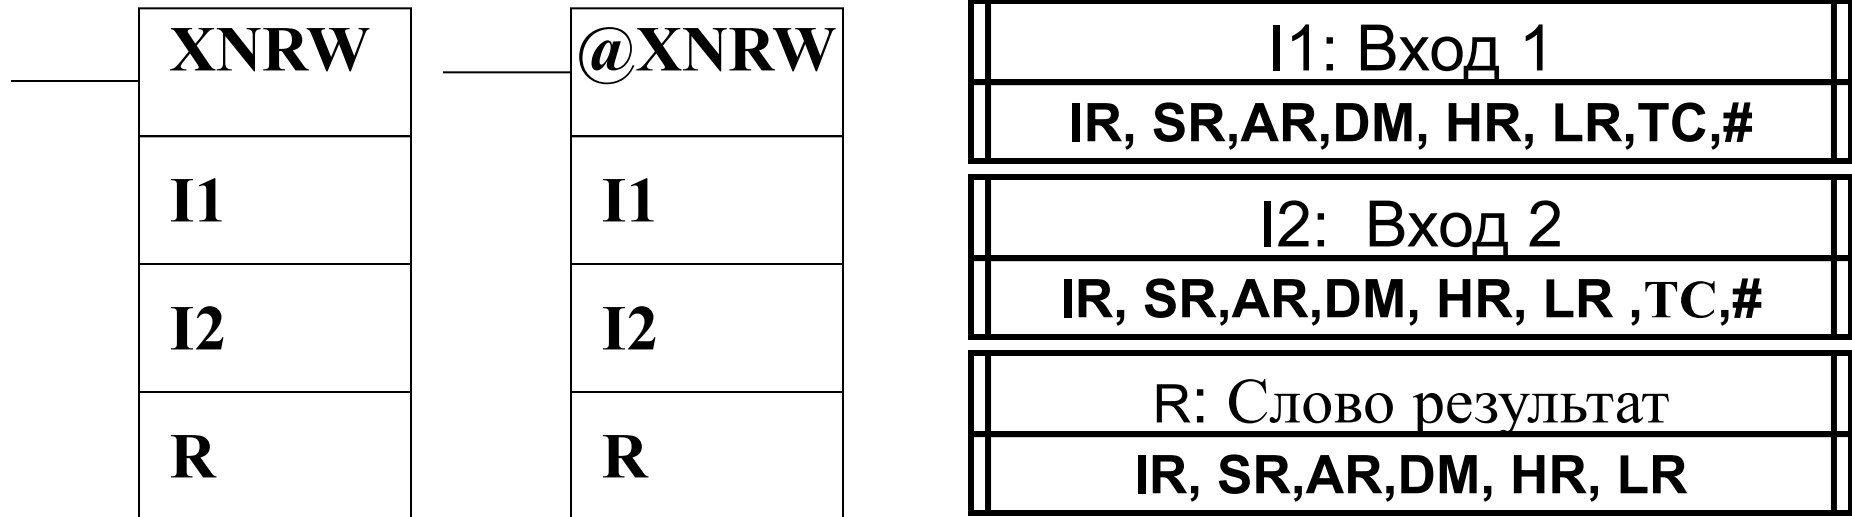 XNRW
I1
I2
R
@XNRW
I1
I2
R
I1: Вход 1
IR, SR,AR,DM, HR, LR,TC,#
I2: Вход 2
IR, SR,AR,DM, HR, LR ,TC,#
R: Слово результат
IR, SR,AR,DM, HR, LR